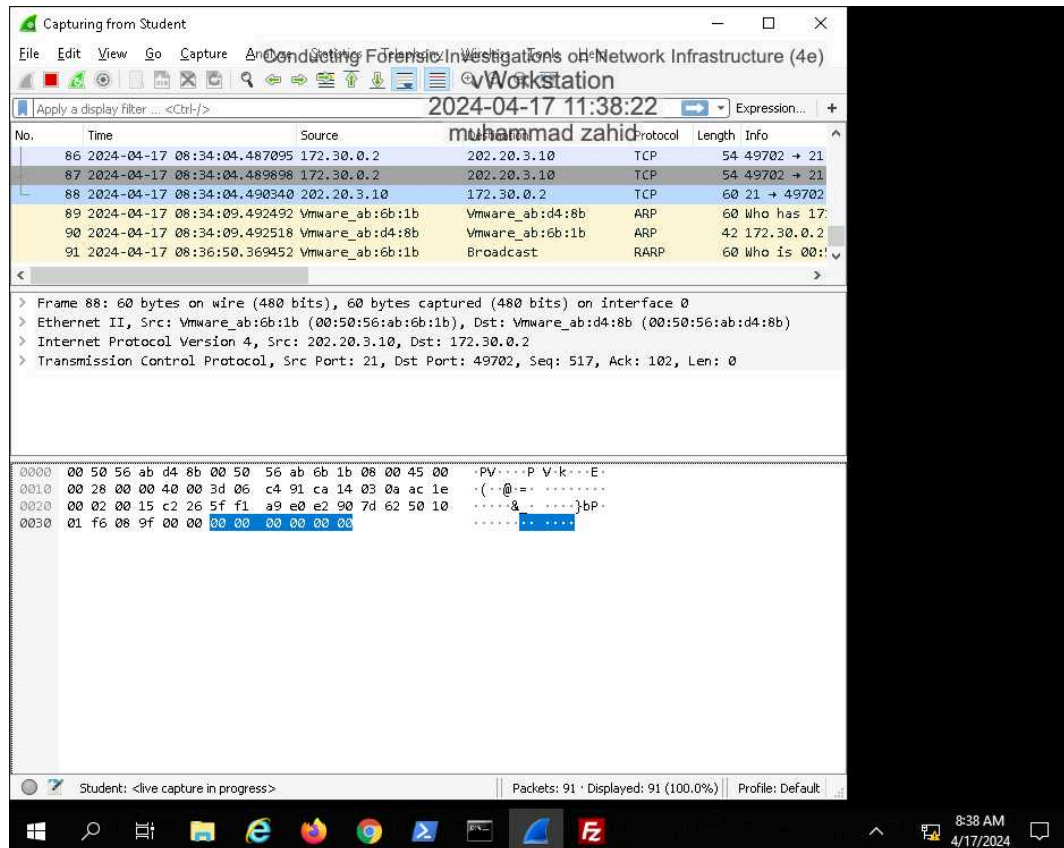 Capturing from Student
File Edit View Go Capture Analyze Statistics Telephony Wireless Tools Help
Conducting Forensic Investigations on Network Infrastructure (4e)
vWorkstation
2024-04-17 11:38:22
muhammad zahid
Apply a display filter ... <Ctrl-/> Expression... +
No. Time Source Destination Protocol Length Info
86 2024-04-17 08:34:04.487095 172.30.0.2 202.20.3.10 TCP 54 49702 → 21
87 2024-04-17 08:34:04.489898 172.30.0.2 202.20.3.10 TCP 54 49702 → 21
88 2024-04-17 08:34:04.490340 202.20.3.10 172.30.0.2 TCP 60 21 → 49702
89 2024-04-17 08:34:09.492492 Vmware_ab:6b:1b Vmware_ab:d4:8b ARP 60 Who has 17
90 2024-04-17 08:34:09.492518 Vmware_ab:d4:8b Vmware_ab:6b:1b ARP 42 172.30.0.2
91 2024-04-17 08:36:50.369452 Vmware_ab:6b:1b Broadcast RARP 60 Who is 00:
> Frame 88: 60 bytes on wire (480 bits), 60 bytes captured (480 bits) on interface 0
> Ethernet II, Src: Vmware_ab:6b:1b (00:50:56:ab:6b:1b), Dst: Vmware_ab:d4:8b (00:50:56:ab:d4:8b)
> Internet Protocol Version 4, Src: 202.20.3.10, Dst: 172.30.0.2
> Transmission Control Protocol, Src Port: 21, Dst Port: 49702, Seq: 517, Ack: 102, Len: 0
0000 00 50 56 ab d4 8b 00 50 56 ab 6b 1b 08 00 45 00 ·PV····P V·k···E·
0010 00 28 00 00 40 00 3d 06 c4 91 ca 14 03 0a ac 1e ·(··@·=· ········
0020 00 02 00 15 c2 26 5f f1 a9 e0 e2 90 7d 62 50 10 ·····&_· ····}bP·
0030 01 f6 08 9f 00 00 00 00 00 00 00 00 ········ ····
Student: <live capture in progress> Packets: 91 · Displayed: 91 (100.0%) Profile: Default
8:38 AM
4/17/2024